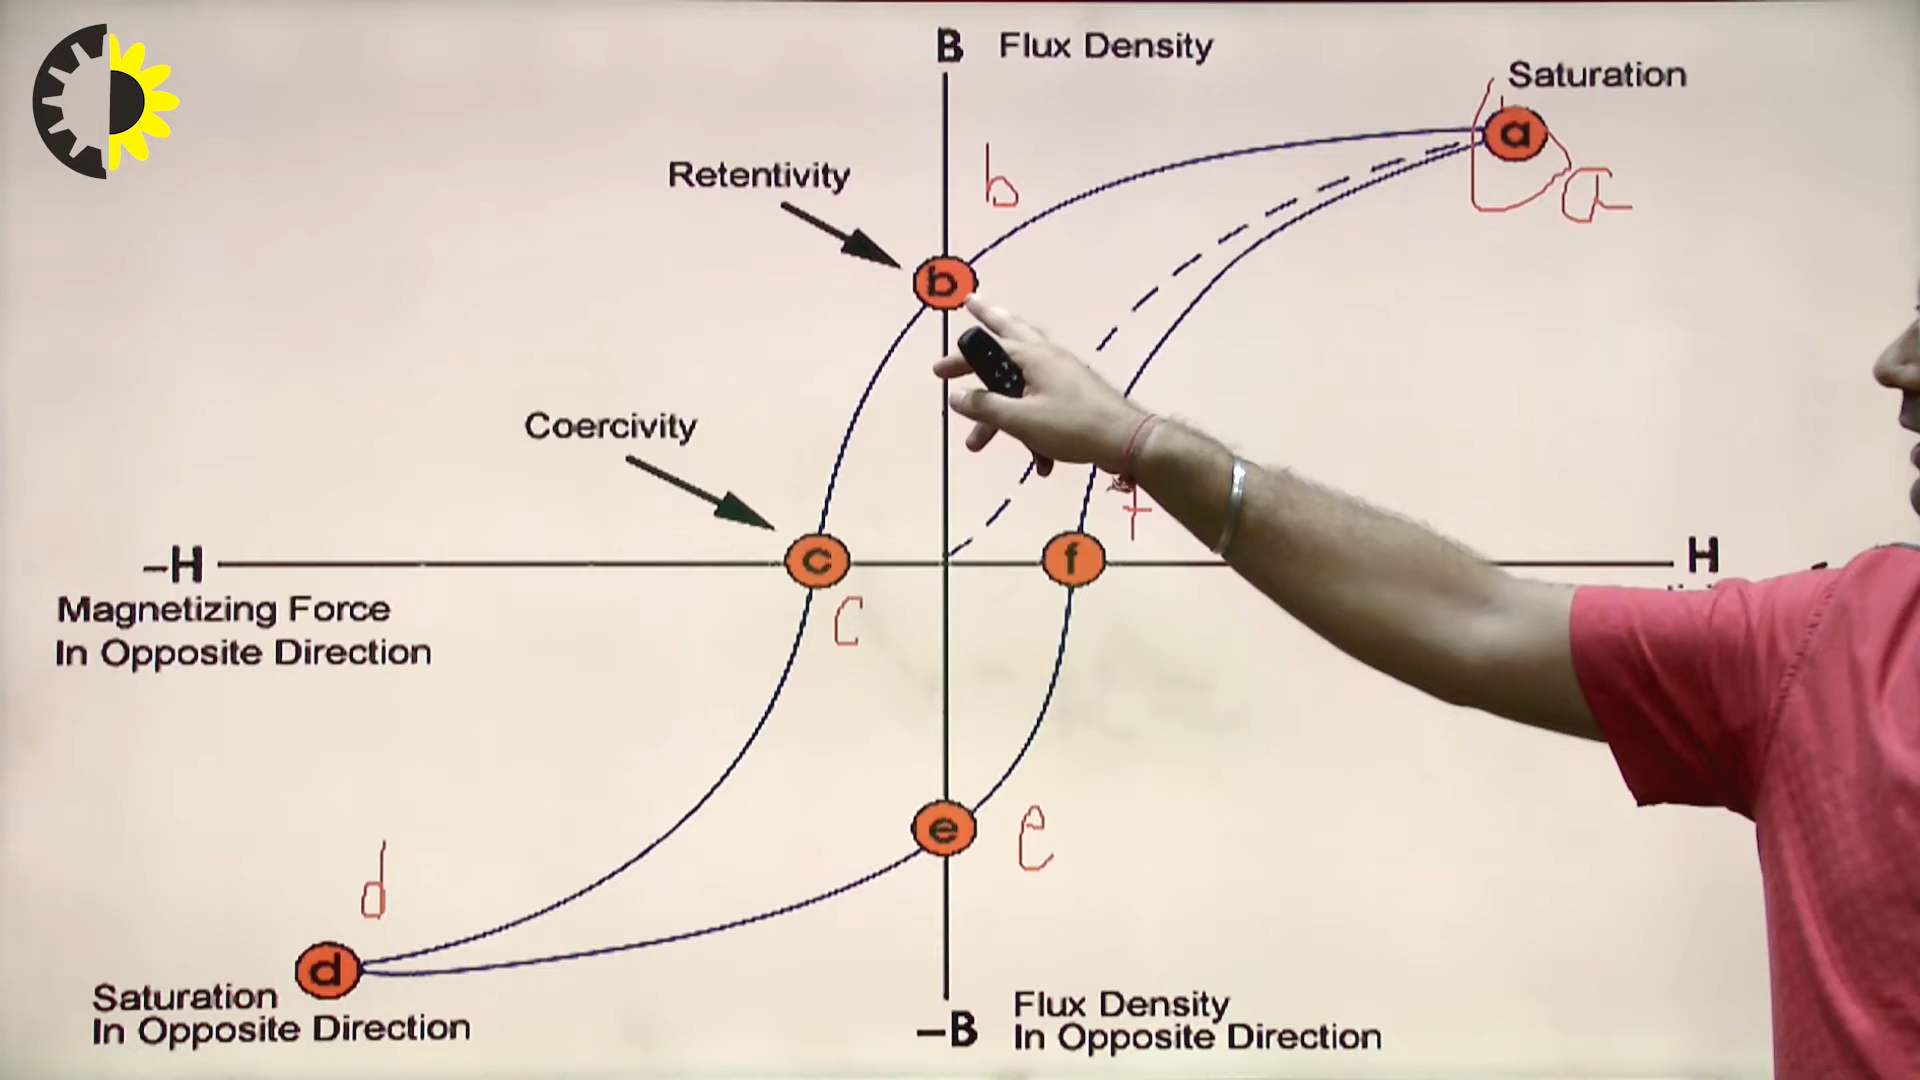 B Flux Density
Saturation
a
a
Retentivity
b
b
Coercivity
f
–H
c
f
H
Magnetizing Force
In Opposite Direction
c
e
e
d
d
Saturation
In Opposite Direction
–B
Flux Density
In Opposite Direction